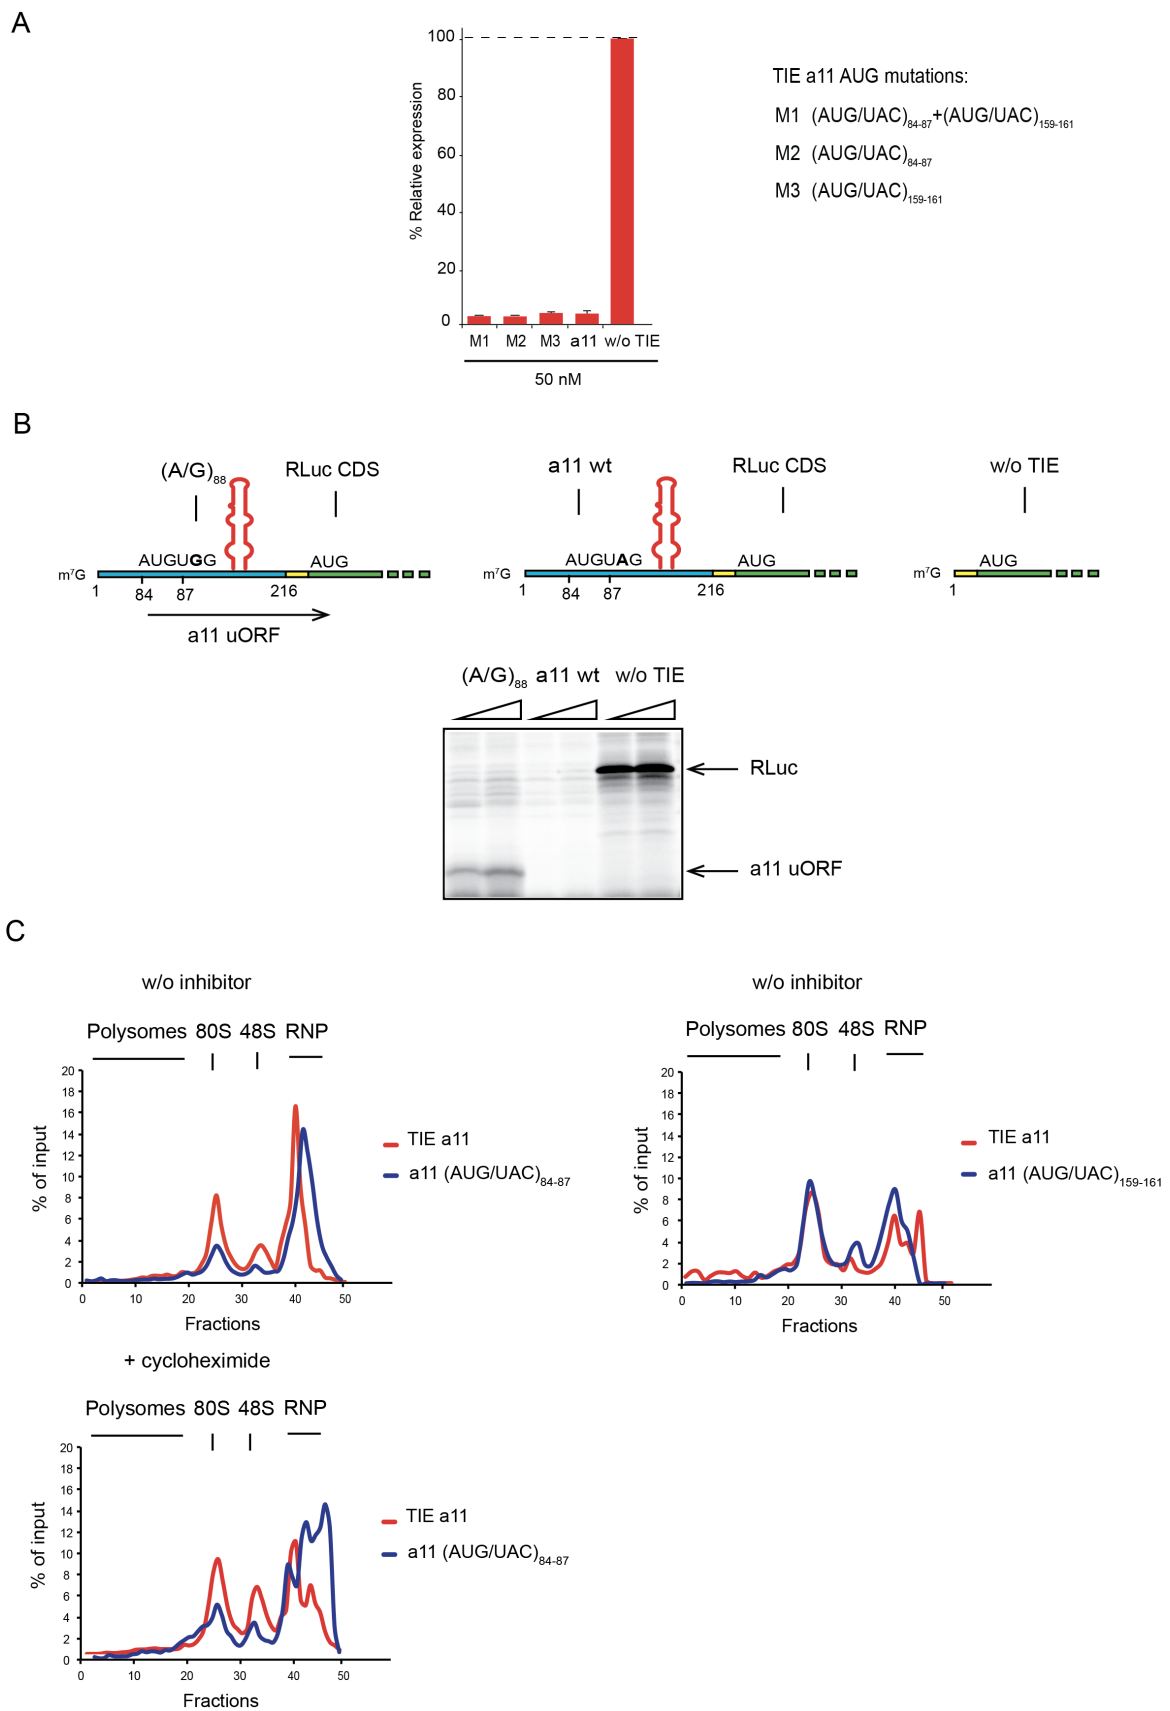 A
100
80
60
40
20
0
% Relative expression
M1 M2 M3 a11 w/o TIE
50 nM
TIE a11 AUG mutations:
M1 (AUG/UAC)84-87+(AUG/UAC)159-161
M2 (AUG/UAC)84-87
M3 (AUG/UAC)159-161
B
(A/G)88 RLuc CDS
AUGUGG AUG
m7G
1 84 87 216
a11 uORF
a11 wt RLuc CDS
AUGUAG AUG
m7G
1 84 87 216
w/o TIE
AUG
m7G
1
(A/G)88 a11 wt w/o TIE
RLuc
a11 uORF
C
w/o inhibitor
Polysomes 80S 48S RNP
20
18
16
14
12
10
8
6
4
2
0
% of input
0 10 20 30 40 50
Fractions
TIE a11
a11 (AUG/UAC)84-87
w/o inhibitor
Polysomes 80S 48S RNP
20
18
16
14
12
10
8
6
4
2
0
% of input
0 10 20 30 40 50
Fractions
TIE a11
a11 (AUG/UAC)159-161
+ cycloheximide
Polysomes 80S 48S RNP
20
18
16
14
12
10
8
6
4
2
0
% of input
0 10 20 30 40 50
Fractions
TIE a11
a11 (AUG/UAC)84-87